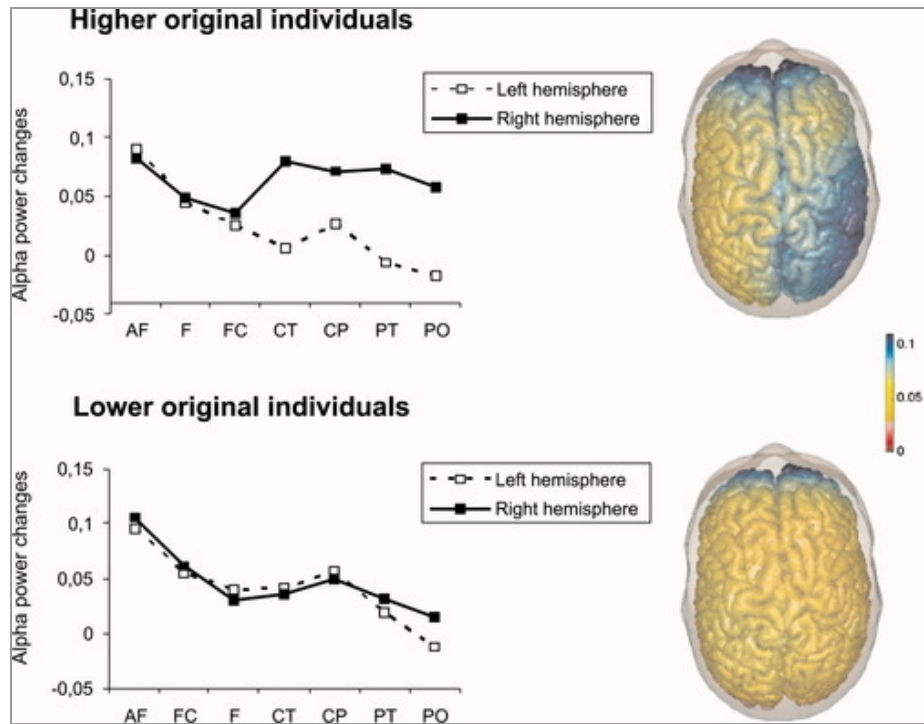 Higher original individuals
Alpha power changes
0,15
0,1
0,05
0
-0,05
AF F FC CT CP PT PO
Left hemisphere
Right hemisphere
0.1
0.05
0
Lower original individuals
Alpha power changes
0,15
0,1
0,05
0
-0,05
AF FC F CT CP PT PO
Left hemisphere
Right hemisphere